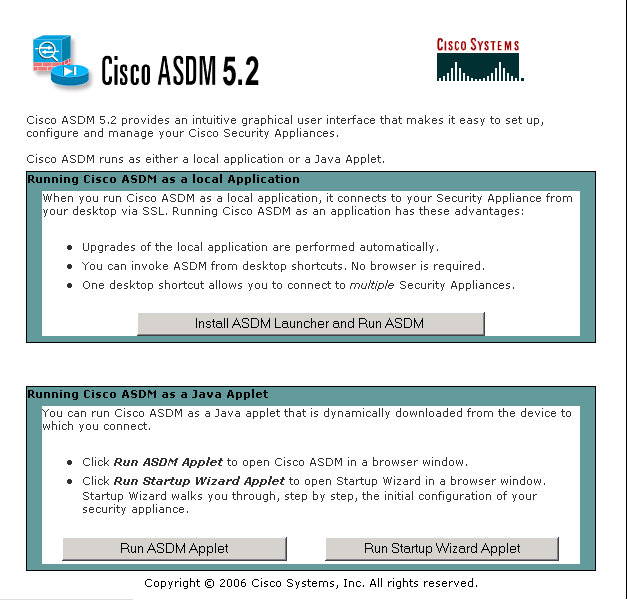 Cisco ASDM 5.2
CISCO SYSTEMS
Cisco ASDM 5.2 provides an intuitive graphical user interface that makes it easy to set up,
configure and manage your Cisco Security Appliances.
Cisco ASDM runs as either a local application or a Java Applet.
Running Cisco ASDM as a local Application
When you run Cisco ASDM as a local application, it connects to your Security Appliance from
your desktop via SSL. Running Cisco ASDM as an application has these advantages:
● Upgrades of the local application are performed automatically.
● You can invoke ASDM from desktop shortcuts. No browser is required.
● One desktop shortcut allows you to connect to multiple Security Appliances.
Install ASDM Launcher and Run ASDM
Running Cisco ASDM as a Java Applet
You can run Cisco ASDM as a Java applet that is dynamically downloaded from the device to
which you connect.
● Click Run ASDM Applet to open Cisco ASDM in a browser window.
● Click Run Startup Wizard Applet to open Startup Wizard in a browser window.
Startup Wizard walks you through, step by step, the initial configuration of your
security appliance.
Run ASDM Applet
Run Startup Wizard Applet
Copyright © 2006 Cisco Systems, Inc. All rights reserved.